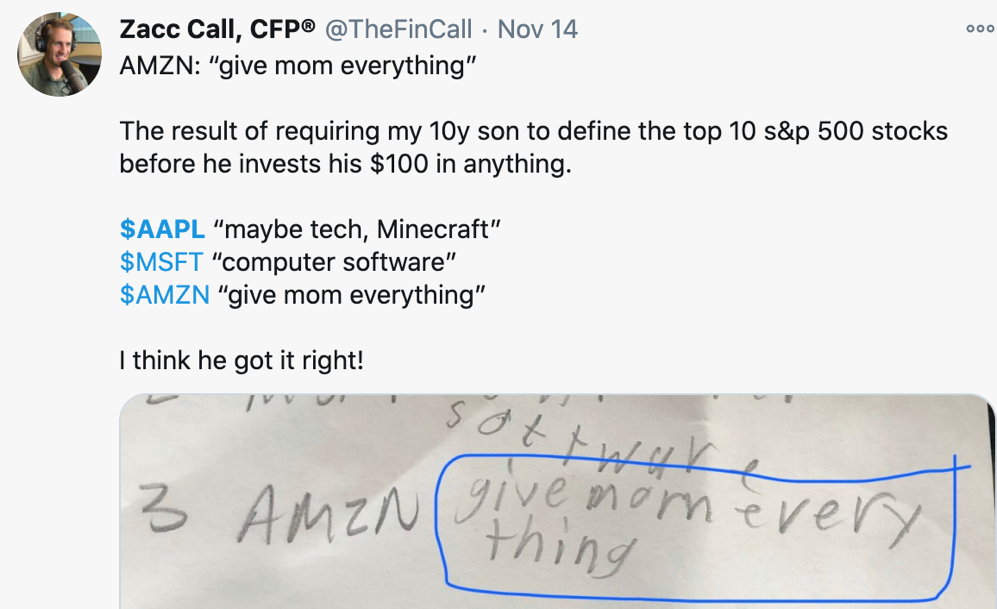 Zacc Call, CFP® @TheFinCall · Nov 14
AMZN: “give mom everything”
The result of requiring my 10y son to define the top 10 s&p 500 stocks
before he invests his $100 in anything.
$AAPL “maybe tech, Minecraft”
$MSFT “computer software”
$AMZN “give mom everything”
I think he got it right!
software
3 AMZN give mom every
thing